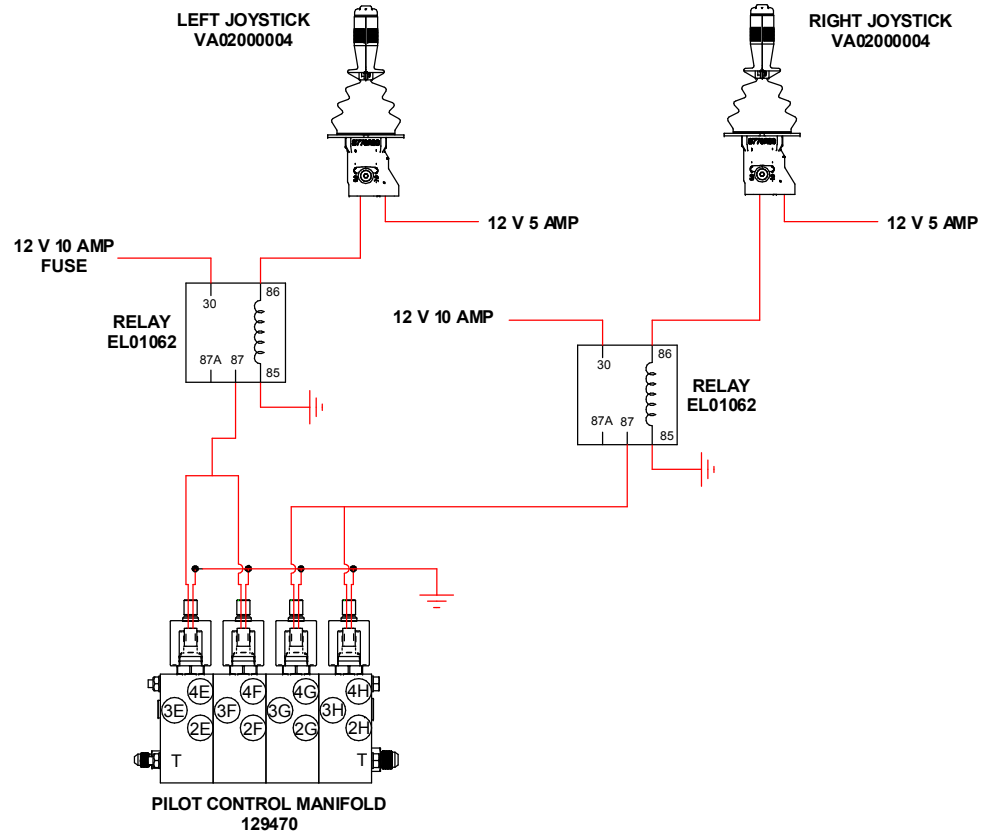 LEFT JOYSTICK
VA02000004
RIGHT JOYSTICK
VA02000004
12 V 5 AMP
12 V 5 AMP
12 V 10 AMP
FUSE
30
86
RELAY
EL01062
87A
87
85
12 V 10 AMP
30
86
RELAY
EL01062
87A
87
85
4E
4F
4G
4H
3E
3F
3G
3H
2E
2F
2G
2H
T
T
PILOT CONTROL MANIFOLD
129470